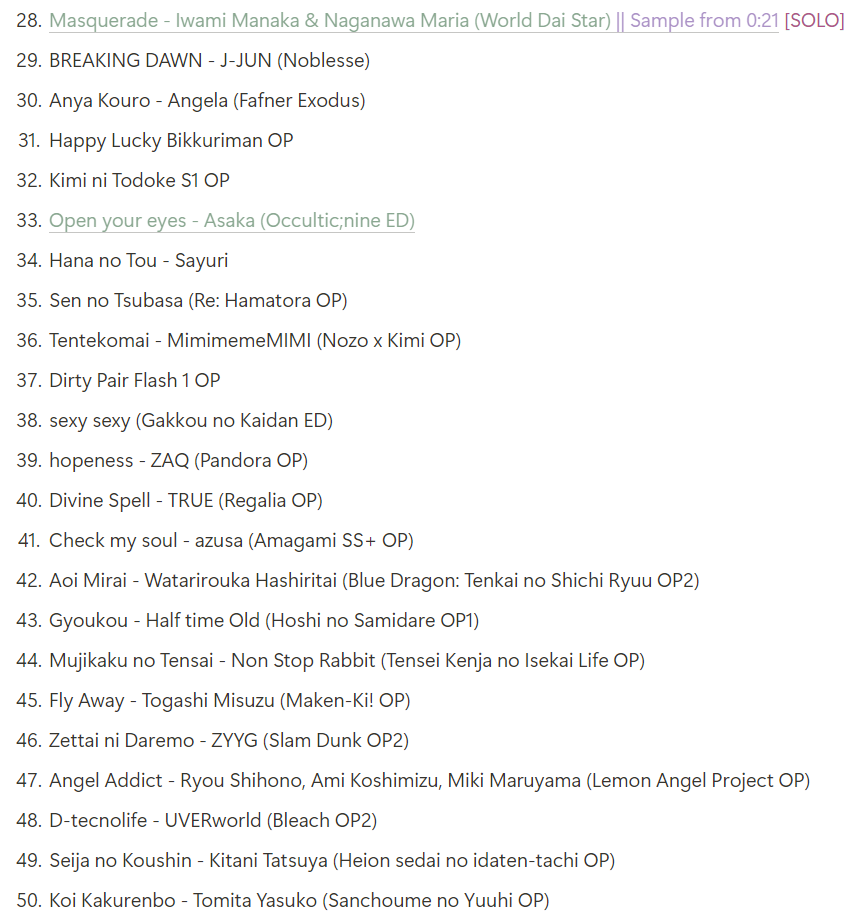 28. Masquerade - Iwami Manaka & Naganawa Maria (World Dai Star) || Sample from 0:21 [SOLO]
29. BREAKING DAWN - J-JUN (Noblesse)
30. Anya Kouro - Angela (Fafner Exodus)
31. Happy Lucky Bikkuriman OP
32. Kimi ni Todoke S1 OP
33. Open your eyes - Asaka (Occultic;nine ED)
34. Hana no Tou - Sayuri
35. Sen no Tsubasa (Re: Hamatora OP)
36. Tentekomai - MimimemeMIMI (Nozo x Kimi OP)
37. Dirty Pair Flash 1 OP
38. sexy sexy (Gakkou no Kaidan ED)
39. hopeness - ZAQ (Pandora OP)
40. Divine Spell - TRUE (Regalia OP)
41. Check my soul - azusa (Amagami SS+ OP)
42. Aoi Mirai - Watarirouka Hashiritai (Blue Dragon: Tenkai no Shichi Ryuu OP2)
43. Gyoukou - Half time Old (Hoshi no Samidare OP1)
44. Mujikaku no Tensai - Non Stop Rabbit (Tensei Kenja no Isekai Life OP)
45. Fly Away - Togashi Misuzu (Maken-Ki! OP)
46. Zettai ni Daremo - ZYYG (Slam Dunk OP2)
47. Angel Addict - Ryou Shihono, Ami Koshimizu, Miki Maruyama (Lemon Angel Project OP)
48. D-tecnolife - UVERworld (Bleach OP2)
49. Seija no Koushin - Kitani Tatsuya (Heion sedai no idaten-tachi OP)
50. Koi Kakurenbo - Tomita Yasuko (Sanchoume no Yuuhi OP)